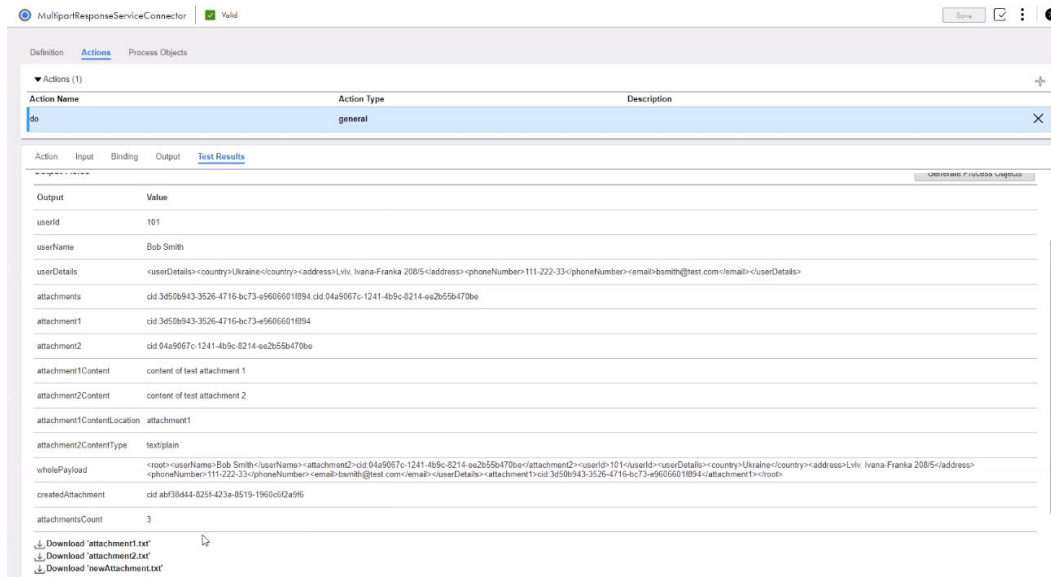 MultipartResponseServiceConnector Valid Save
Definition Actions Process Objects
Actions (1)
Action Name Action Type Description
do general
Action Input Binding Output Test Results
Output Fields Generate Process Objects
Output Value
userId 101
userName Bob Smith
userDetails <userDetails><country>Ukraine</country><address>Lviv, Ivana-Franka 208/5</address><phoneNumber>111-222-33</phoneNumber><email>bsmith@test.com</email></userDetails>
attachments cid:3d50b943-3526-4716-bc73-e9606601f894,cid:04a9067c-1241-4b9c-8214-ee2b55b470be
attachment1 cid:3d50b943-3526-4716-bc73-e9606601f894
attachment2 cid:04a9067c-1241-4b9c-8214-ee2b55b470be
attachment1Content content of test attachment 1
attachment2Content content of test attachment 2
attachment1ContentLocation attachment1
attachment2ContentType text/plain
wholePayload <root><userName>Bob Smith</userName><attachment2>cid:04a9067c-1241-4b9c-8214-ee2b55b470be</attachment2><userId>101</userId><userDetails><country>Ukraine</country><address>Lviv, Ivana-Franka 208/5</address>
<phoneNumber>111-222-33</phoneNumber><email>bsmith@test.com</email></userDetails><attachment1>cid:3d50b943-3526-4716-bc73-e9606601f894</attachment1></root>
createdAttachment cid:abf38d44-825f-423a-8519-1960c6f2a9f6
attachmentsCount 3
Download 'attachment1.txt'
Download 'attachment2.txt'
Download 'newAttachment.txt'